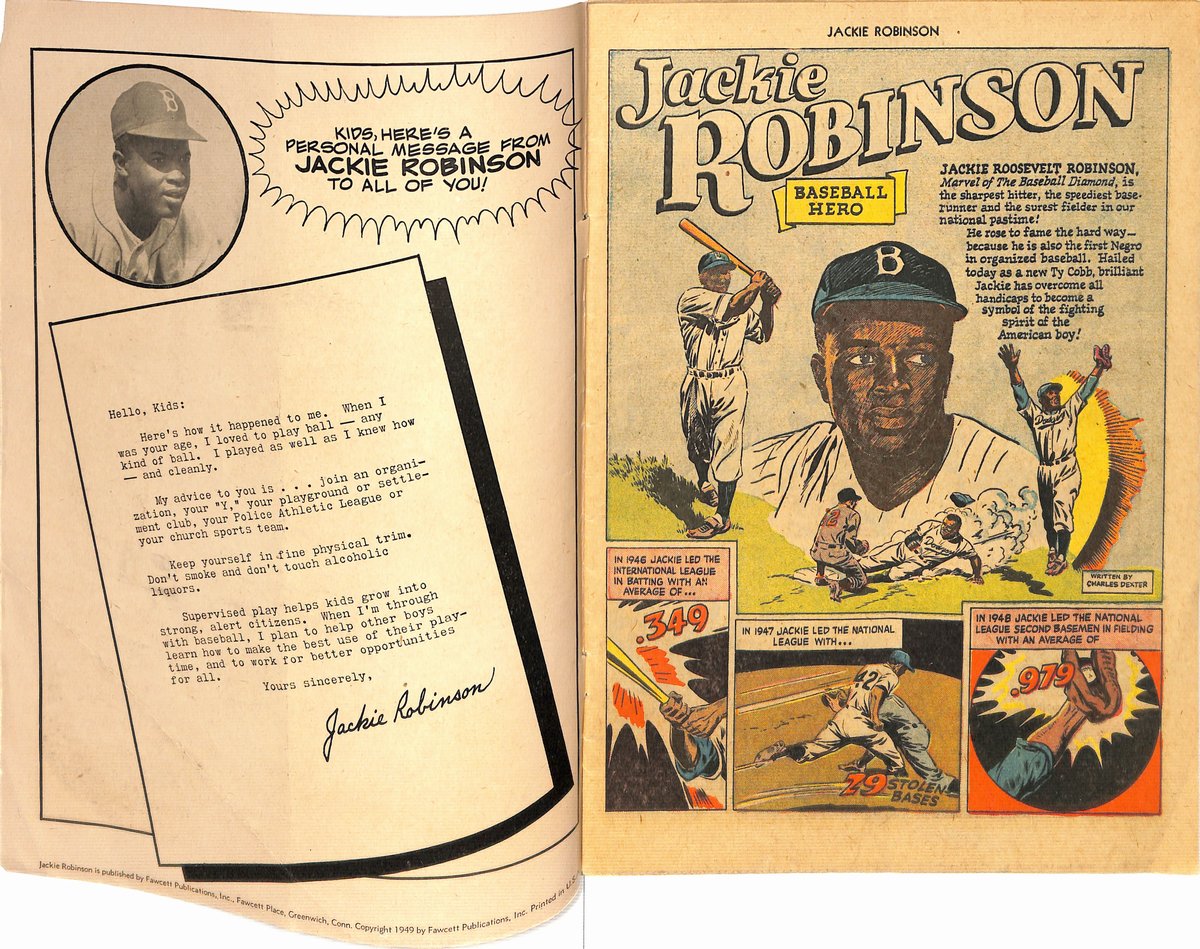 B
KIDS, HERE'S A
PERSONAL MESSAGE FROM
JACKIE ROBINSON
TO ALL OF YOU!
Hello, Kids:
Here's how it happened to me. When I
was your age, I loved to play ball — any
kind of ball. I played as well as I knew how
— and cleanly.
My advice to you is . . . join an organi-
zation, your "Y," your playground or settle-
ment club, your Police Athletic League or
your church sports team.
Keep yourself in fine physical trim.
Don't smoke and don't touch alcoholic
liquors.
Supervised play helps kids grow into
strong, alert citizens. When I'm through
with baseball, I plan to help other boys
learn how to make the best use of their play-
time, and to work for better opportunities
for all.
Yours sincerely,
Jackie Robinson
Jackie Robinson is published by Fawcett Publications, Inc., Fawcett Place, Greenwich, Conn. Copyright 1949 by Fawcett Publications, Inc. Printed in U.S.
JACKIE ROBINSON
Jackie
ROBINSON
BASEBALL
HERO
JACKIE ROOSEVELT ROBINSON,
Marvel of The Baseball Diamond, is
the sharpest hitter, the speediest base-
runner and the surest fielder in our
national pastime!
He rose to fame the hard way—
because he is also the first Negro
in organized baseball. Hailed
today as a new Ty Cobb, brilliant
Jackie has overcome all
handicaps to become a
symbol of the fighting
spirit of the
American boy!
B
Dodgers
2
Dodgers
WRITTEN BY
CHARLES DEXTER
IN 1946 JACKIE LED THE
INTERNATIONAL LEAGUE
IN BATTING WITH AN
AVERAGE OF...
.349
IN 1947 JACKIE LED THE NATIONAL
LEAGUE WITH...
42
29 STOLEN
BASES
IN 1948 JACKIE LED THE NATIONAL
LEAGUE SECOND BASEMEN IN FIELDING
WITH AN AVERAGE OF
.979